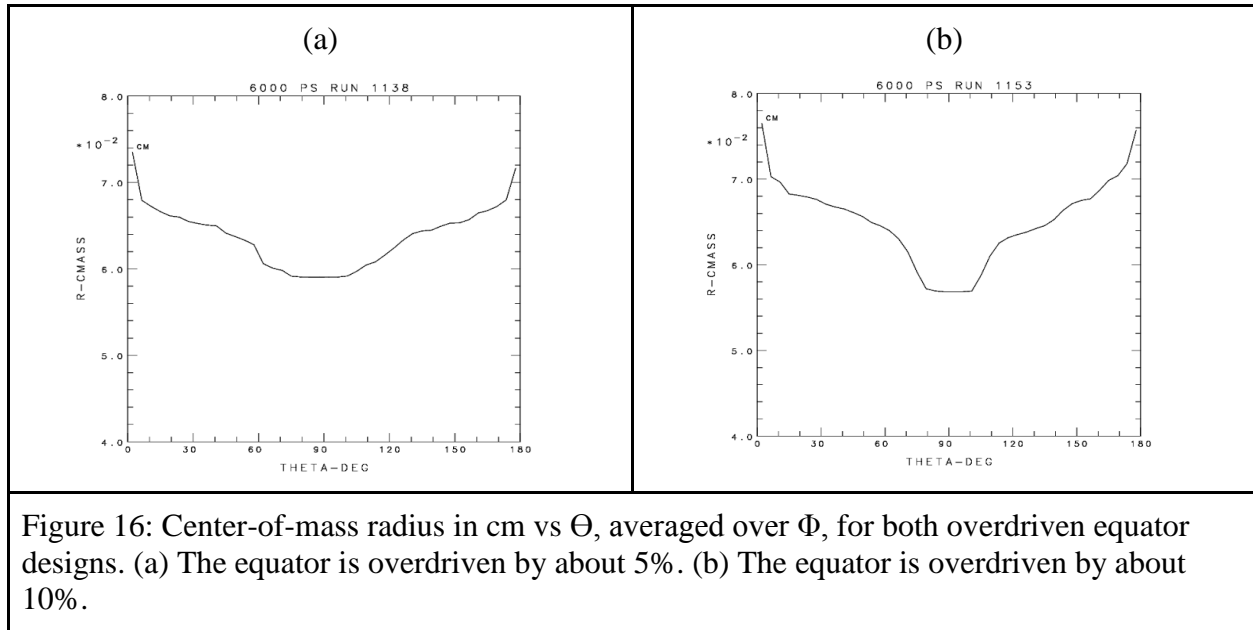 (a)
6000 PS RUN 1138
8.0
*10-2
CM
7.0
6.0
5.0
4.0
R-CMASS
0 30 60 90 120 150 180
THETA-DEG
(b)
6000 PS RUN 1153
8.0
*10-2
CM
7.0
6.0
5.0
4.0
R-CMASS
0 30 60 90 120 150 180
THETA-DEG
Figure 16: Center-of-mass radius in cm vs Θ, averaged over Φ, for both overdriven equator
designs. (a) The equator is overdriven by about 5%. (b) The equator is overdriven by about
10%.